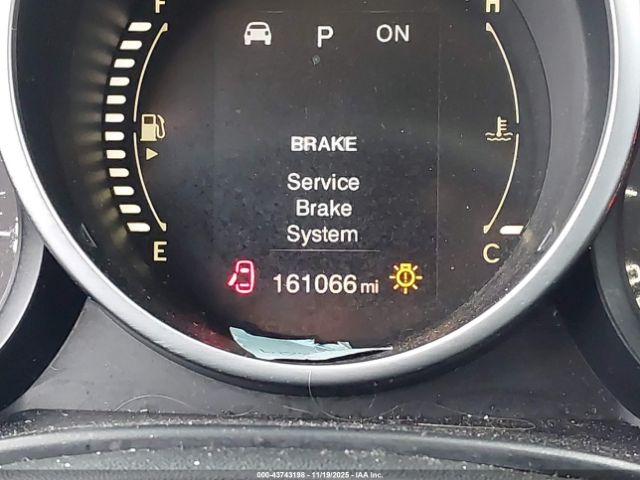 F H
P ON
BRAKE
Service
Brake
System
E C
161066 mi
000-43743198 - 11/19/2025 - IAA Inc.